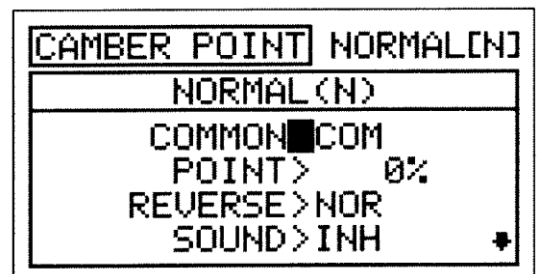 CAMBER POINT NORMAL[N]
NORMAL(N)
COMMON█COM
POINT> 0%
REVERSE>NOR
SOUND>INH